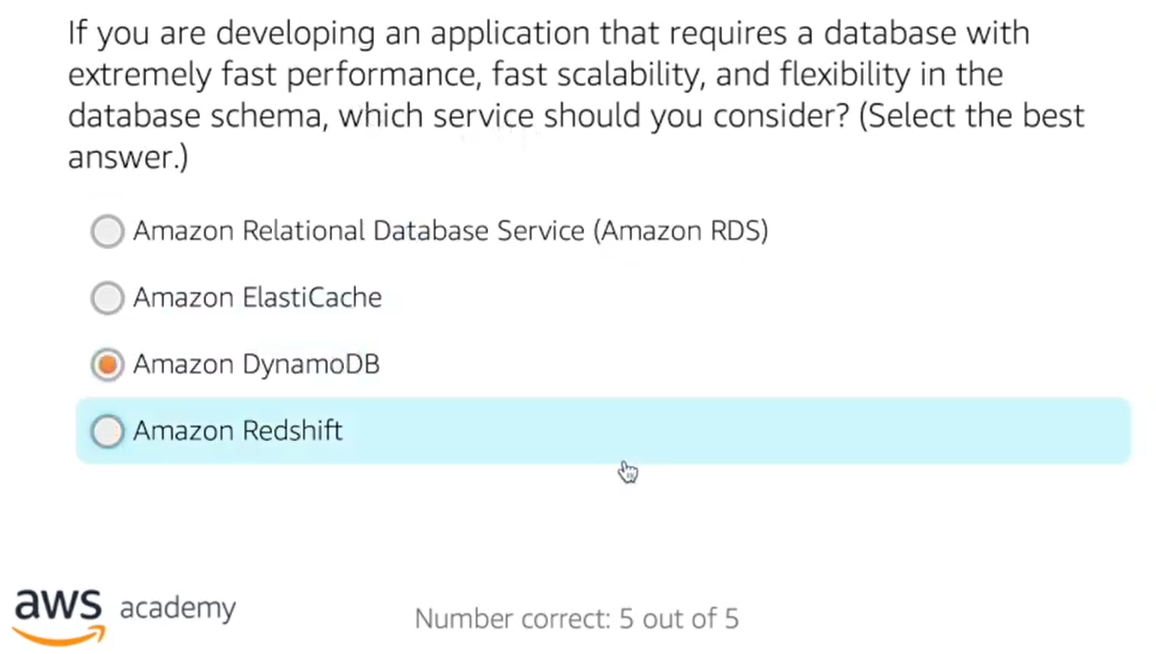 If you are developing an application that requires a database with
extremely fast performance, fast scalability, and flexibility in the
database schema, which service should you consider? (Select the best
answer.)
Amazon Relational Database Service (Amazon RDS)
Amazon ElastiCache
Amazon DynamoDB
Amazon Redshift
aws academy
Number correct: 5 out of 5